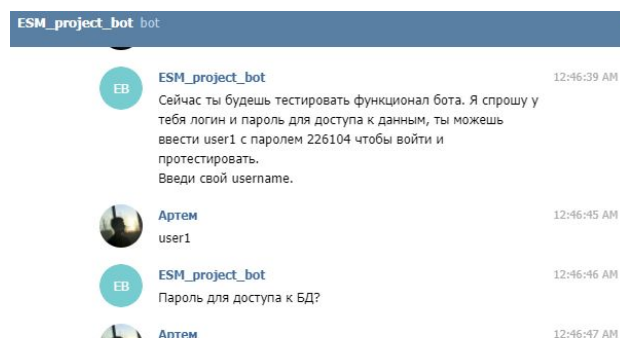 ESM_project_bot bot
EB
ESM_project_bot 12:46:39 AM
Сейчас ты будешь тестировать функционал бота. Я спрошу у
тебя логин и пароль для доступа к данным, ты можешь
ввести user1 с паролем 226104 чтобы войти и
протестировать.
Введи свой username.
Артем 12:46:45 AM
user1
EB
ESM_project_bot 12:46:46 AM
Пароль для доступа к БД?
Артем 12:46:47 AM